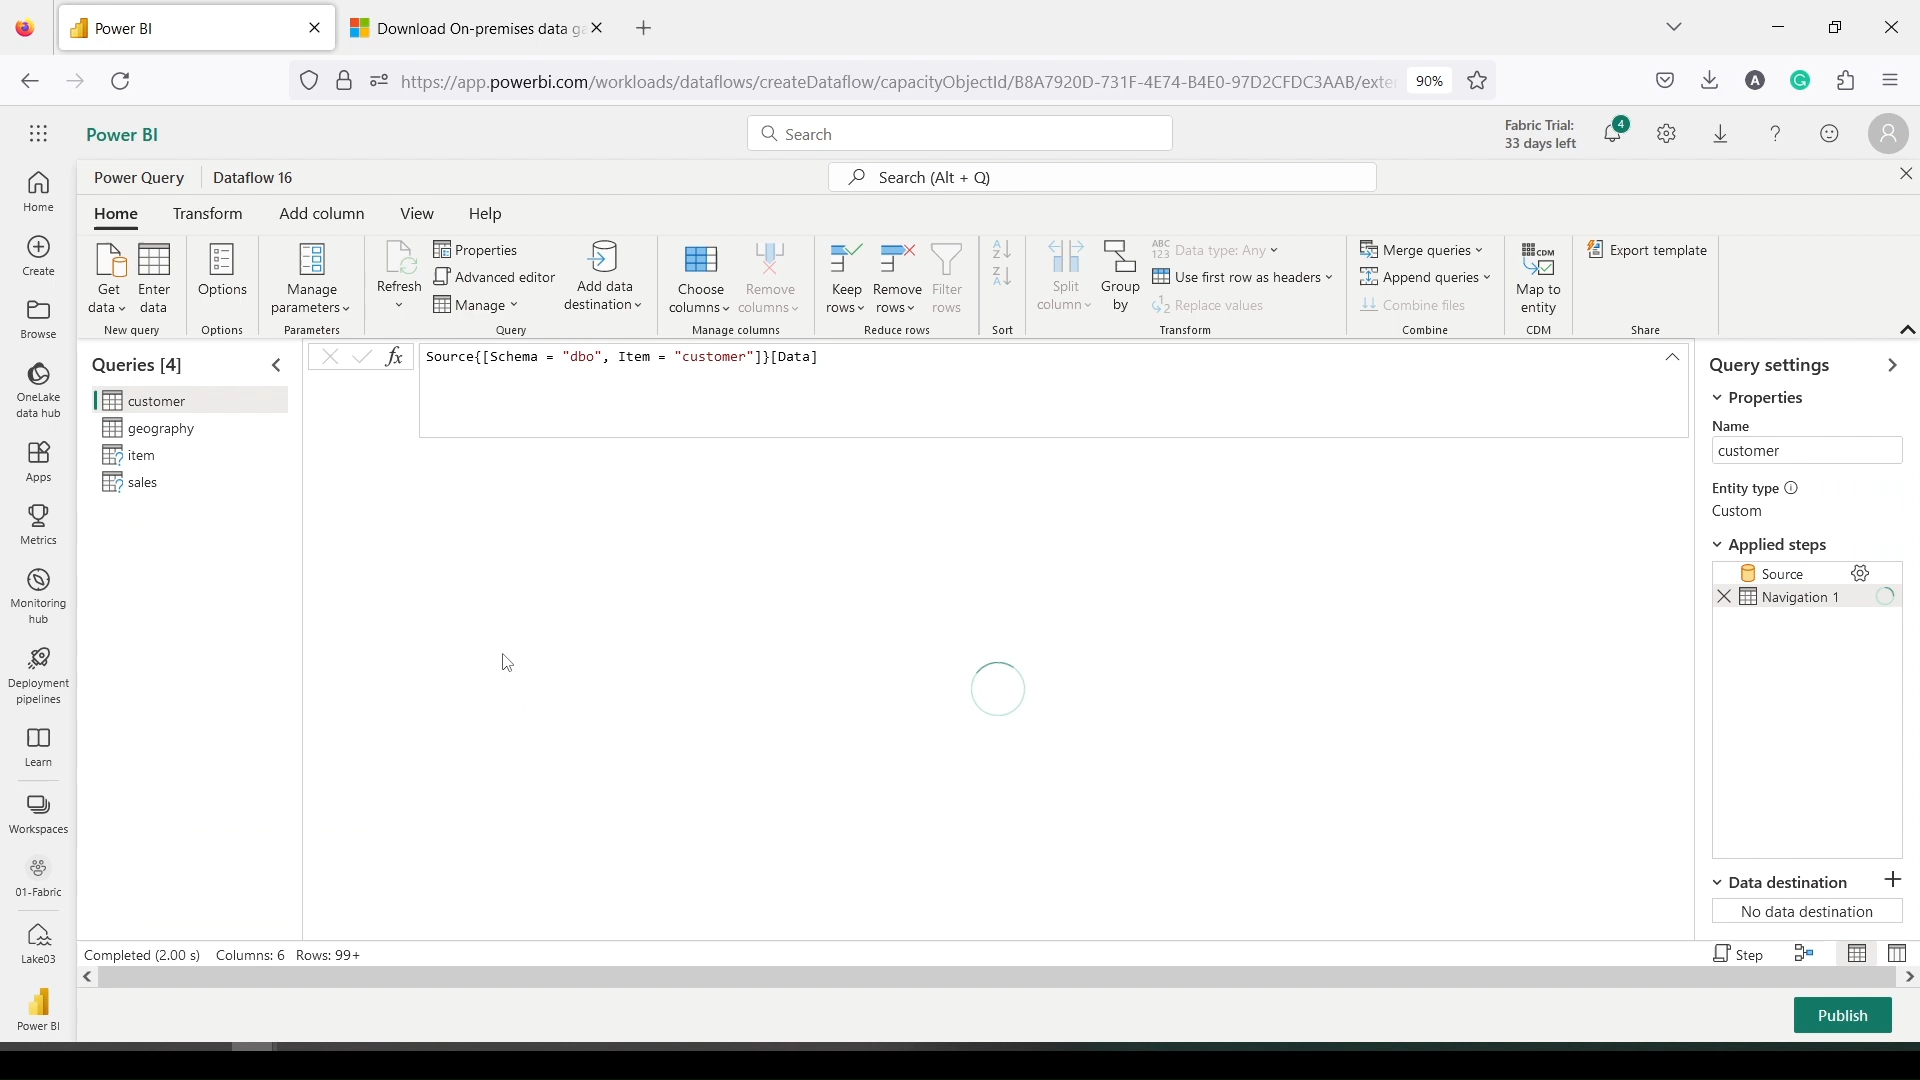 Power BI
Download On-premises data ga
https://app.powerbi.com/workloads/dataflows/createDataflow/capacityObjectId/B8A7920D-731F-4E74-B4E0-97D2CFDC3AAB/exter
90%
A
G
Power BI
Search
Fabric Trial:
33 days left
4
?
Power Query
Dataflow 16
Search (Alt + Q)
Home
Transform
Add column
View
Help
Get
data
Enter
data
New query
Options
Options
Manage
parameters
Parameters
Refresh
Properties
Advanced editor
Manage
Add data
destination
Query
Choose
columns
Remove
columns
Manage columns
Keep
rows
Remove
rows
Filter
rows
Reduce rows
A
Z
Z
A
Sort
Split
column
Group
by
ABC
123
Data type: Any
Use first row as headers
1
2
Replace values
Transform
Merge queries
Append queries
Combine files
Combine
CDM
Map to
entity
CDM
Export template
Share
Home
Create
Browse
OneLake
data hub
Apps
Metrics
Monitoring
hub
Deployment
pipelines
Learn
Workspaces
01-Fabric
Lake03
Power BI
Queries [4]
customer
geography
item
sales
fx
Source{[Schema = "dbo", Item = "customer"]}[Data]
Query settings
Properties
Name
customer
Entity type
Custom
Applied steps
Source
Navigation 1
Data destination
No data destination
Completed (2.00 s)
Columns: 6
Rows: 99+
Step
Publish